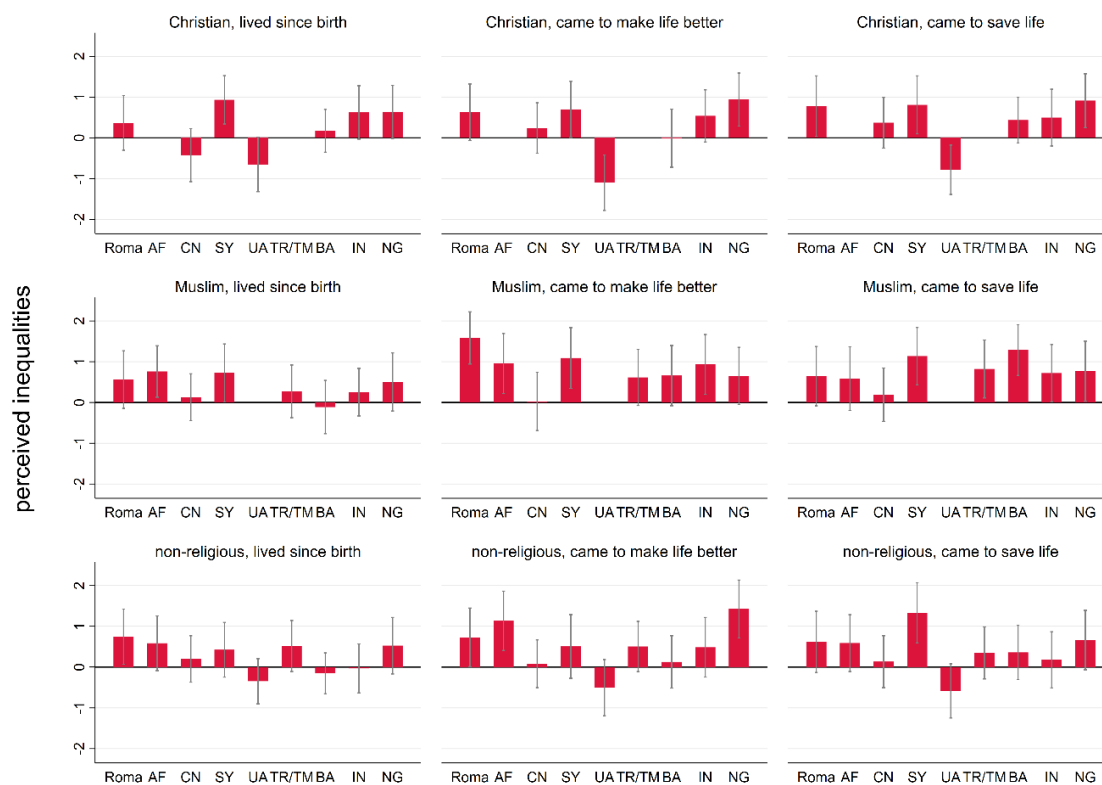 Christian, lived since birth
Christian, came to make life better
Christian, came to save life
2
1
0
-1
-2
Roma AF CN SY UA TR/TM BA IN NG
Roma AF CN SY UA TR/TM BA IN NG
Roma AF CN SY UA TR/TM BA IN NG
perceived inequalities
Muslim, lived since birth
Muslim, came to make life better
Muslim, came to save life
2
1
0
-1
-2
Roma AF CN SY UA TR/TM BA IN NG
Roma AF CN SY UA TR/TM BA IN NG
Roma AF CN SY UA TR/TM BA IN NG
non-religious, lived since birth
non-religious, came to make life better
non-religious, came to save life
2
1
0
-1
-2
Roma AF CN SY UA TR/TM BA IN NG
Roma AF CN SY UA TR/TM BA IN NG
Roma AF CN SY UA TR/TM BA IN NG